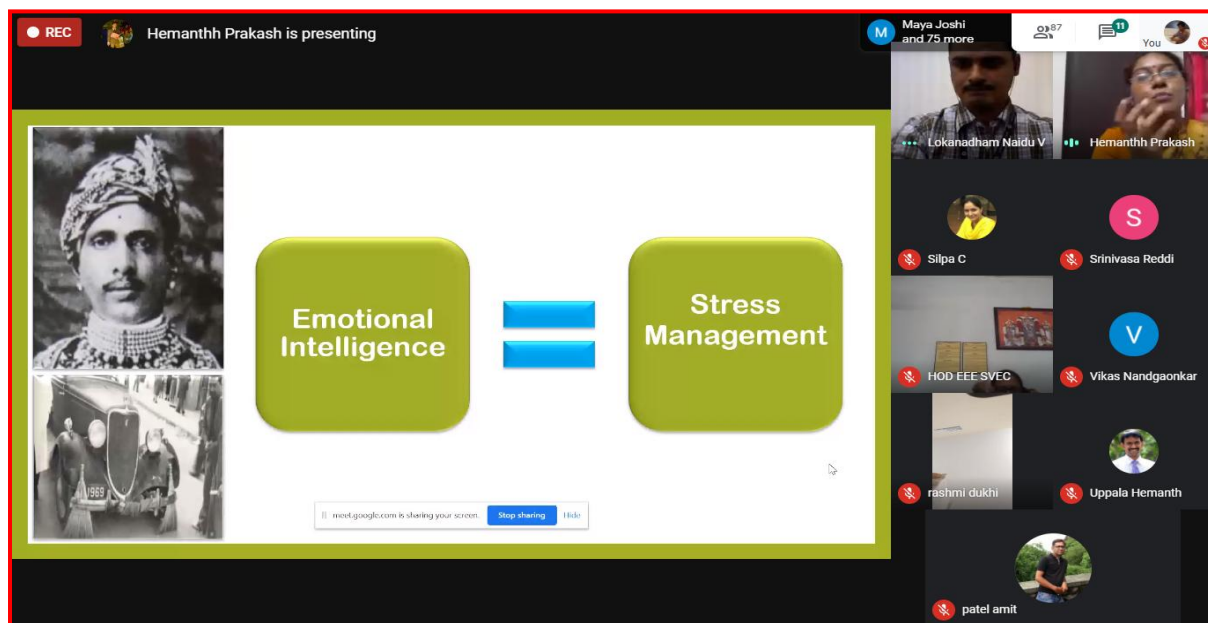 REC
Hemanthh Prakash is presenting
M
Maya Joshi
and 75 more
87
11
You
Emotional
Intelligence
Stress
Management
1969
meet.google.com is sharing your screen.
Stop sharing
Hide
Lokanadham Naidu V
Hemanthh Prakash
Silpa C
S
Srinivasa Reddi
HOD EEE SVEC
V
Vikas Nandgaonkar
rashmi dukhi
Uppala Hemanth
patel amit